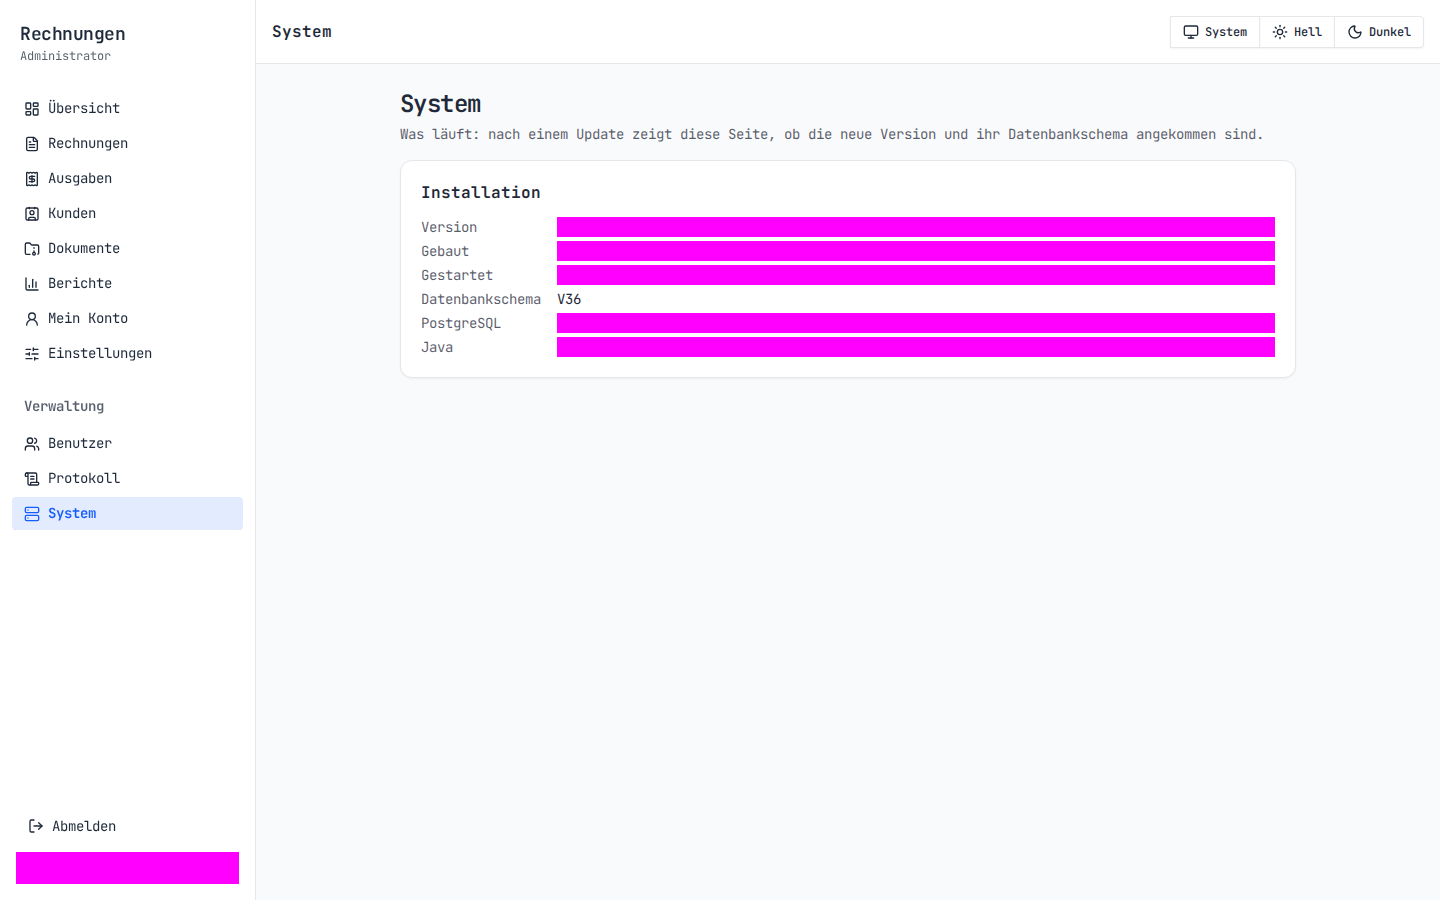 Rechnungen
Administrator
Übersicht
Rechnungen
Ausgaben
Kunden
Dokumente
Berichte
Mein Konto
Einstellungen
Verwaltung
Benutzer
Protokoll
System
Abmelden
System
System
Hell
Dunkel
System
Was läuft: nach einem Update zeigt diese Seite, ob die neue Version und ihr Datenbankschema angekommen sind.
Installation
Version
Gebaut
Gestartet
Datenbankschema V36
PostgreSQL
Java